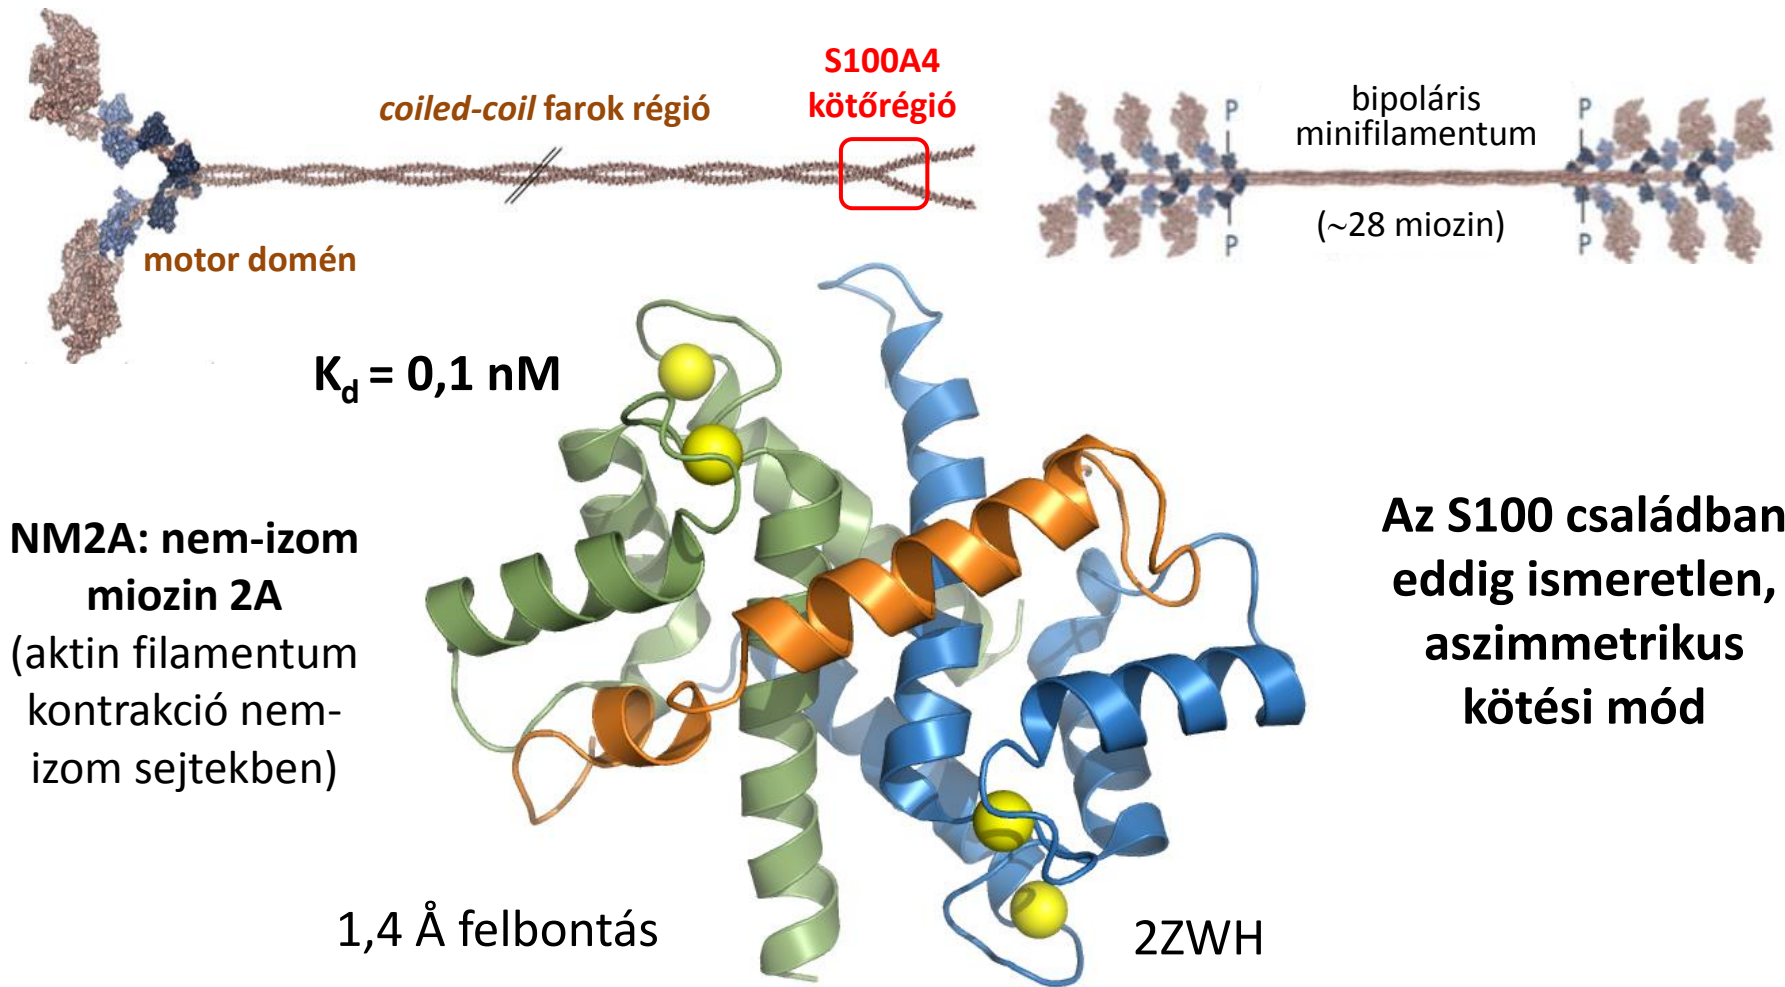 S100A4
kötőrégió
coiled-coil farok régió
motor domén
P
P
bipoláris
minifilamentum
(~28 miozin)
P
P
Kd = 0,1 nM
NM2A: nem-izom
miozin 2A
(aktin filamentum
kontrakció nem-
izom sejtekben)
Az S100 családban
eddig ismeretlen,
aszimmetrikus
kötési mód
1,4 Å felbontás
2ZWH